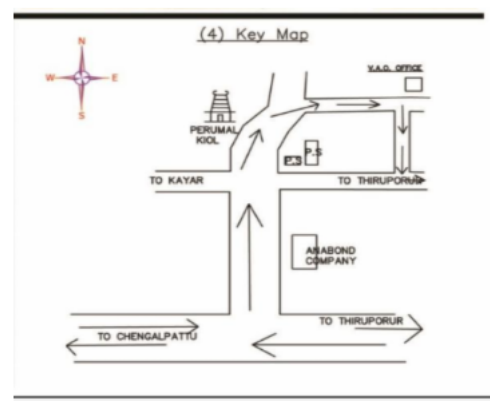 (4) Key Map
N
W
E
S
V.A.O. OFFICE
PERUMAL
KIOL
P.S
P.S
TO KAYAR
TO THIRUPORUR
ANABOND
COMPANY
TO THIRUPORUR
TO CHENGALPATTU